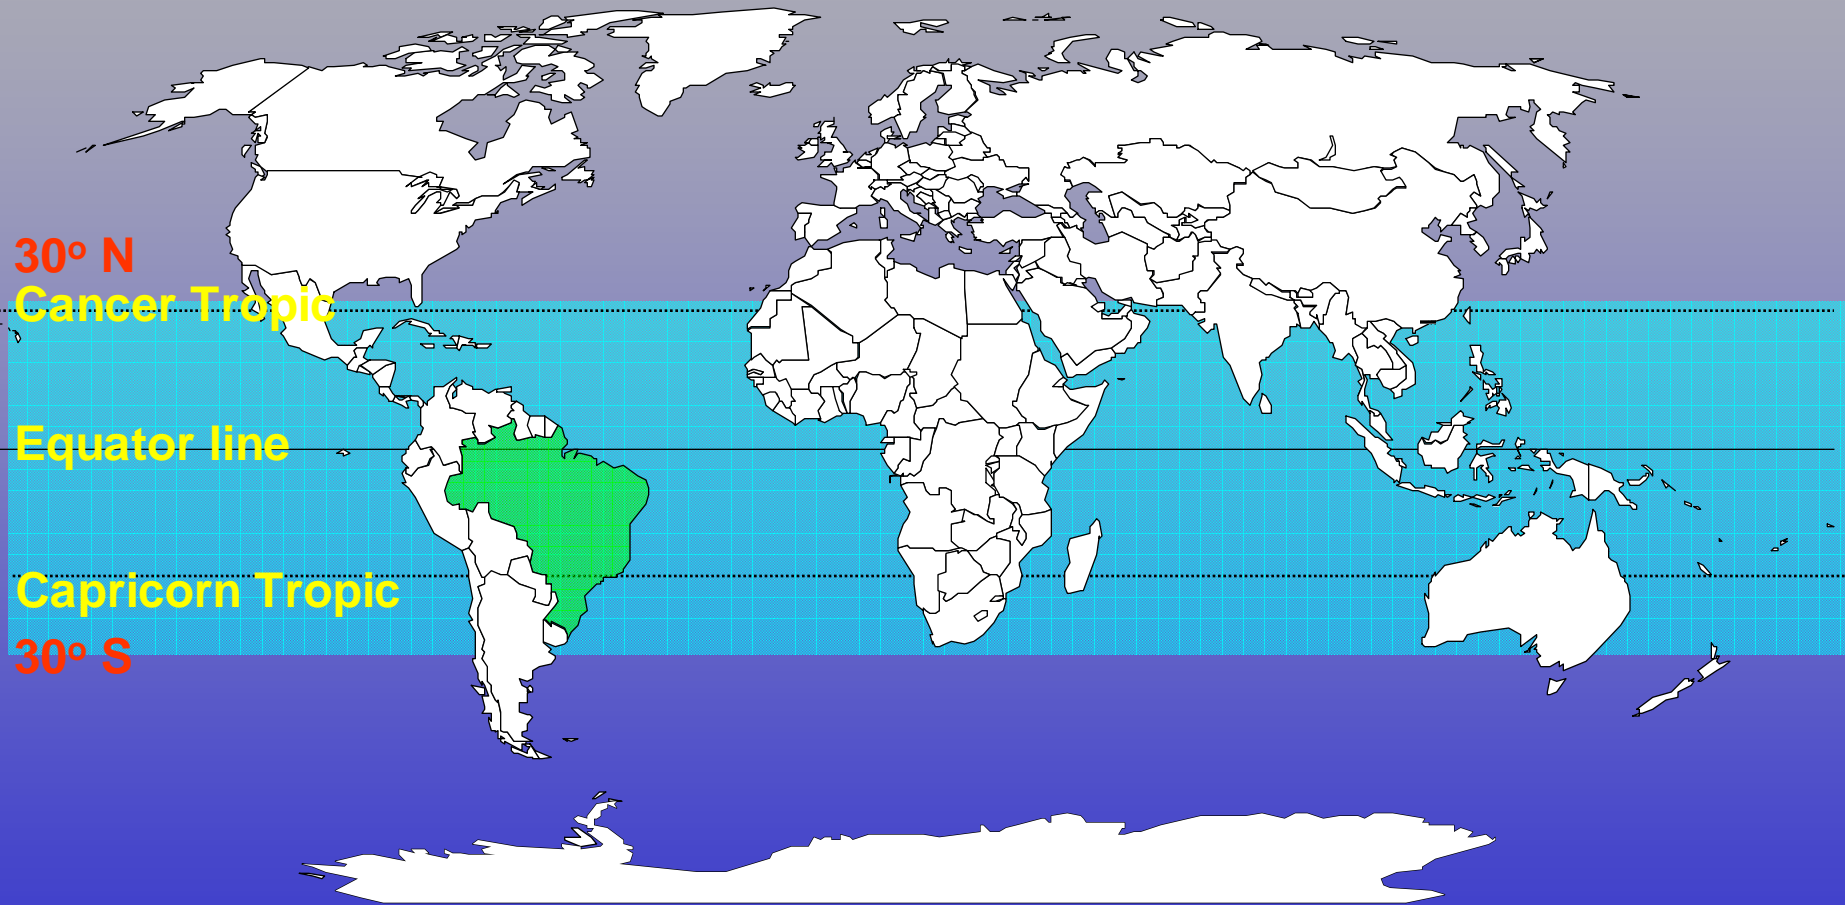 30º N
Cancer Tropic
Equator line
Capricorn Tropic
30º S